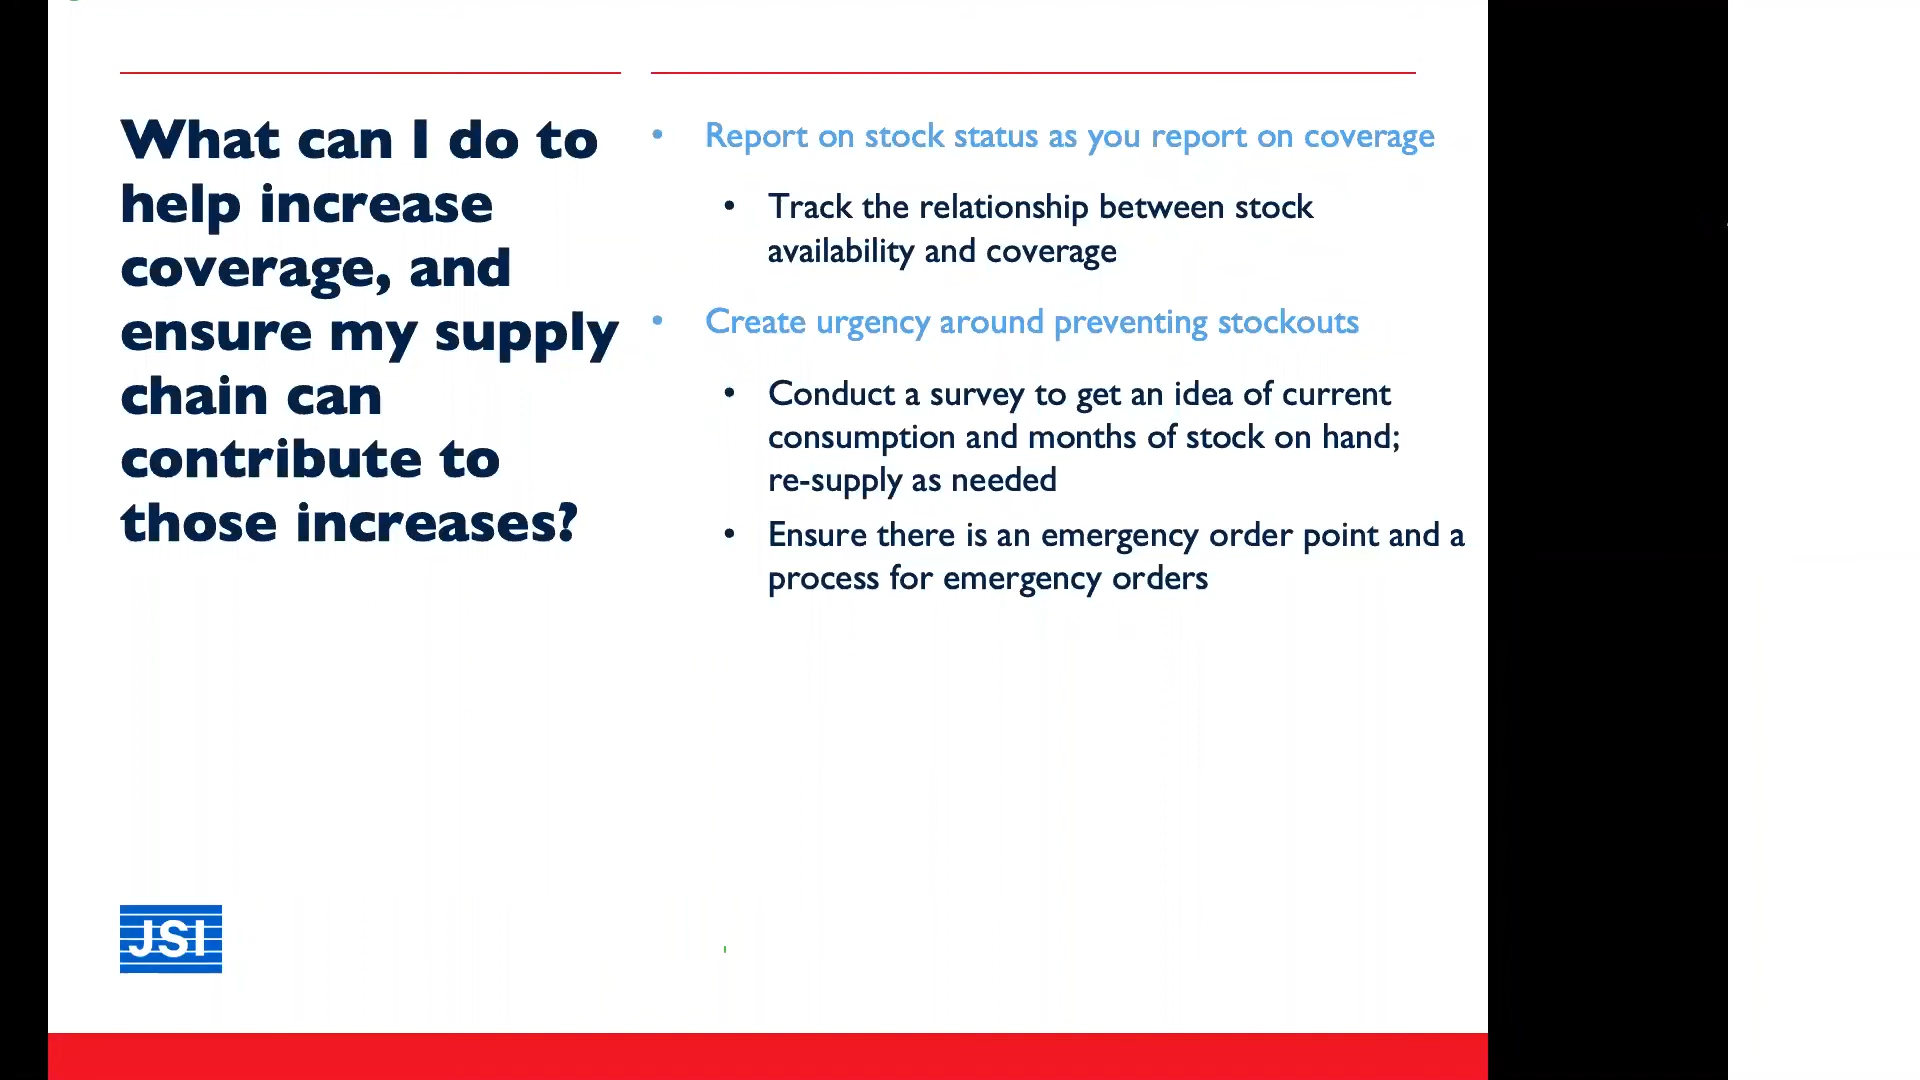 What can I do to
help increase
coverage, and
ensure my supply
chain can
contribute to
those increases?
• Report on stock status as you report on coverage
• Track the relationship between stock
availability and coverage
• Create urgency around preventing stockouts
• Conduct a survey to get an idea of current
consumption and months of stock on hand;
re-supply as needed
• Ensure there is an emergency order point and a
process for emergency orders
JSI